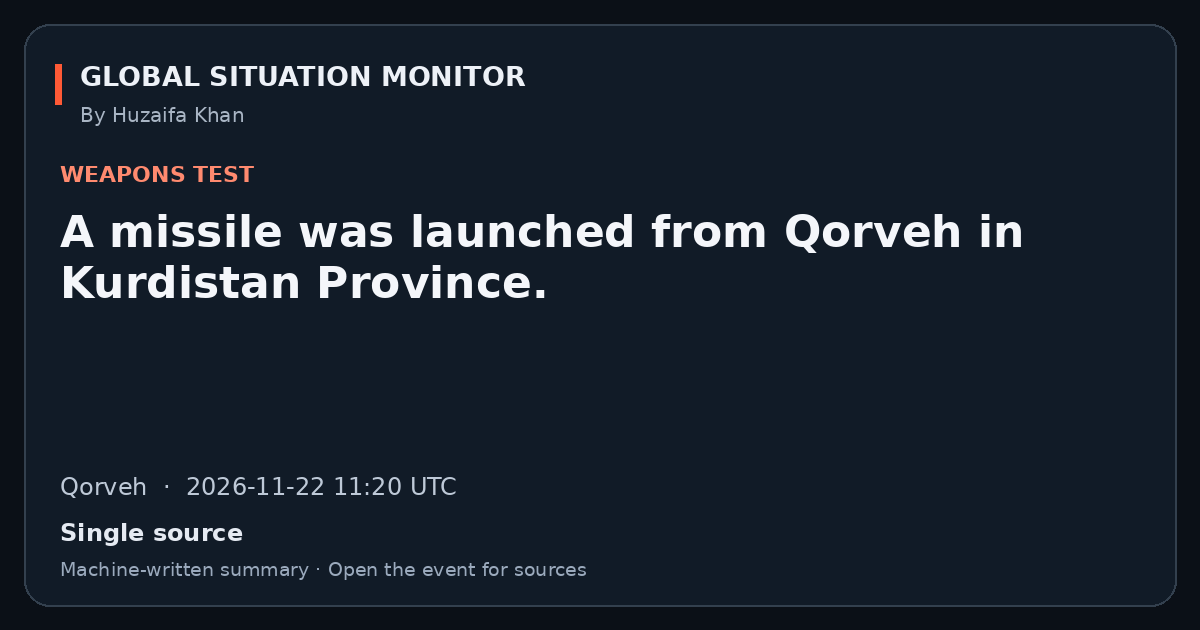 GLOBAL SITUATION MONITOR
By Huzaifa Khan
WEAPONS TEST
A missile was launched from Qorveh in
Kurdistan Province.
Qorveh · 2026-11-22 11:20 UTC
Single source
Machine-written summary · Open the event for sources